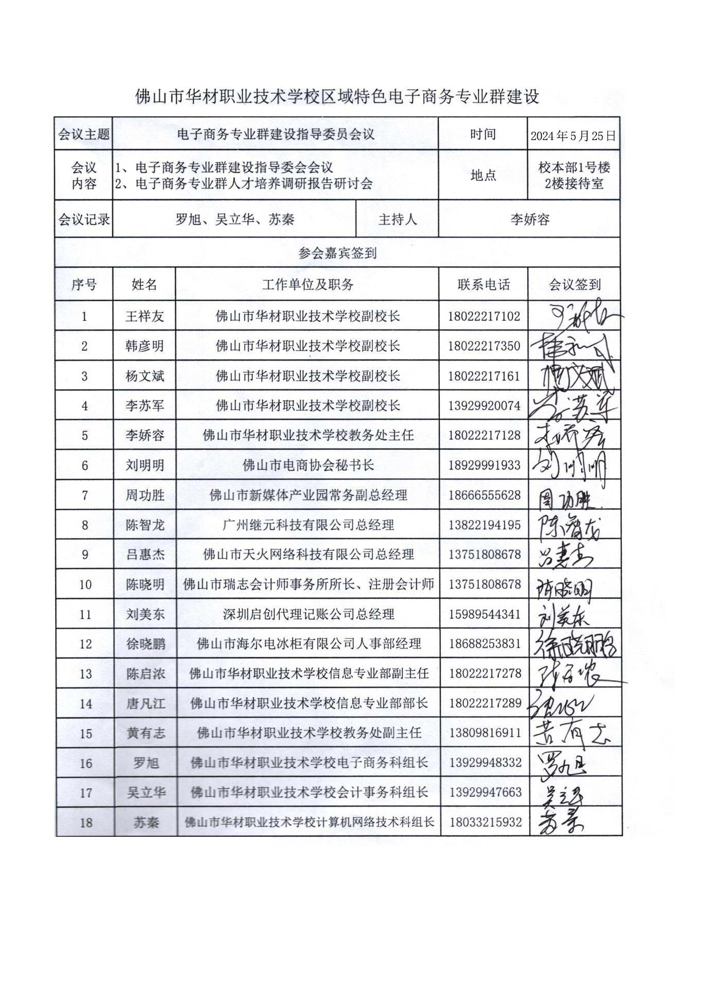 佛山市华材职业技术学校区域特色电子商务专业群建设
会议主题 电子商务专业群建设指导委员会议 时间 2024年5月25日
会议内容 1、电子商务专业群建设指导委会会议 地点 校本部1号楼
2、电子商务专业群人才培养调研报告研讨会 2楼接待室
会议记录 罗旭、吴立华、苏秦 主持人 李娇容
参会嘉宾签到
序号 姓名 工作单位及职务 联系电话 会议签到
1 王祥友 佛山市华材职业技术学校副校长 18022217102
2 韩彦明 佛山市华材职业技术学校副校长 18022217350
3 杨文斌 佛山市华材职业技术学校副校长 18022217161 杨文斌
4 李苏军 佛山市华材职业技术学校副校长 13929920074 李苏军
5 李娇容 佛山市华材职业技术学校教务处主任 18022217128 李娇容
6 刘明明 佛山市电商协会秘书长 18929991933 刘明明
7 周功胜 佛山市新媒体产业园常务副总经理 18666555628 周功胜
8 陈智龙 广州继元科技有限公司总经理 13822194195 陈智龙
9 吕惠杰 佛山市天火网络科技有限公司总经理 13751808678 吕惠杰
10 陈晓明 佛山市瑞志会计师事务所所长、注册会计师 13751808678 陈晓明
11 刘美东 深圳启创代理记账公司总经理 15989544341 刘美东
12 徐晓鹏 佛山市海尔电冰柜有限公司人事部经理 18688253831 徐晓鹏
13 陈启浓 佛山市华材职业技术学校信息专业部副主任 18022217278 陈启浓
14 唐凡江 佛山市华材职业技术学校信息专业部部长 18022217289
15 黄有志 佛山市华材职业技术学校教务处副主任 13809816911 黄有志
16 罗旭 佛山市华材职业技术学校电子商务科组长 13929948332 罗旭
17 吴立华 佛山市华材职业技术学校会计事务科组长 13929947663 吴立华
18 苏秦 佛山市华材职业技术学校计算机网络技术科组长 18033215932 苏秦